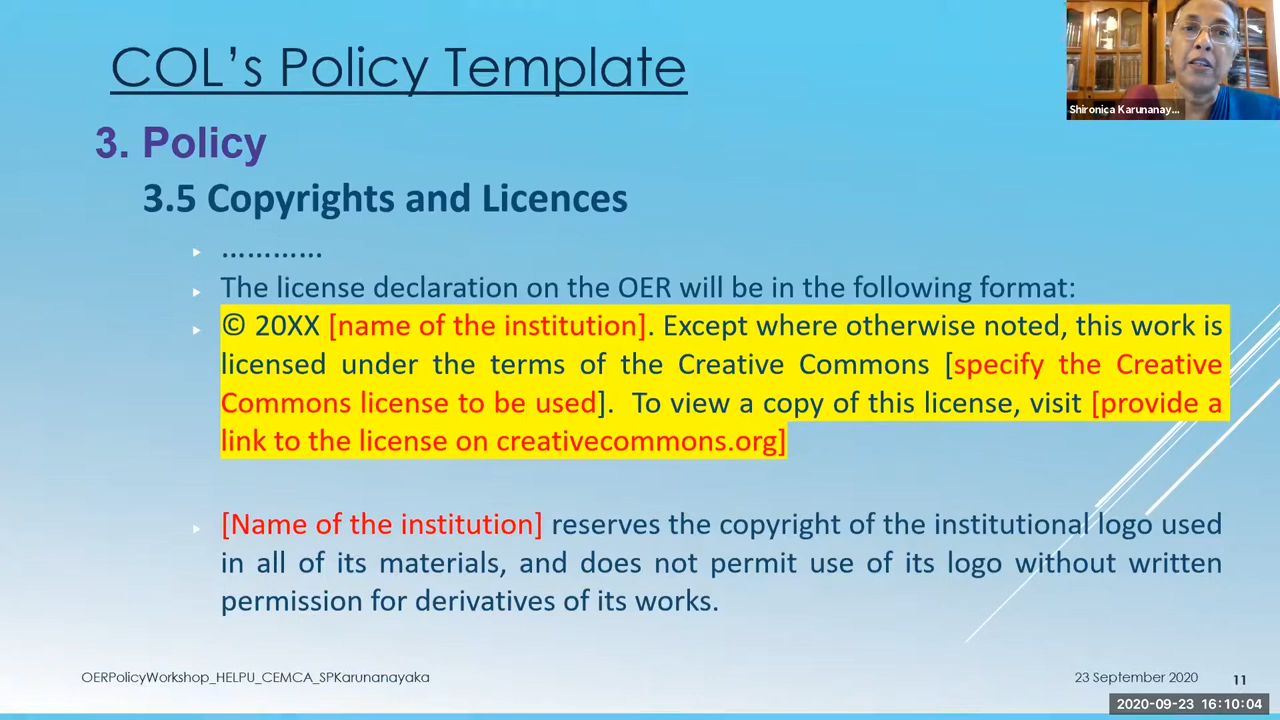 COL's Policy Template
Shironica Karunanay...
3. Policy
3.5 Copyrights and Licences
............
The license declaration on the OER will be in the following format:
© 20XX [name of the institution]. Except where otherwise noted, this work is
licensed under the terms of the Creative Commons [specify the Creative
Commons license to be used]. To view a copy of this license, visit [provide a
link to the license on creativecommons.org]
[Name of the institution] reserves the copyright of the institutional logo used
in all of its materials, and does not permit use of its logo without written
permission for derivatives of its works.
OERPolicyWorkshop_HELPU_CEMCA_SPKarunanayaka
23 September 2020
11
2020-09-23 16:10:04